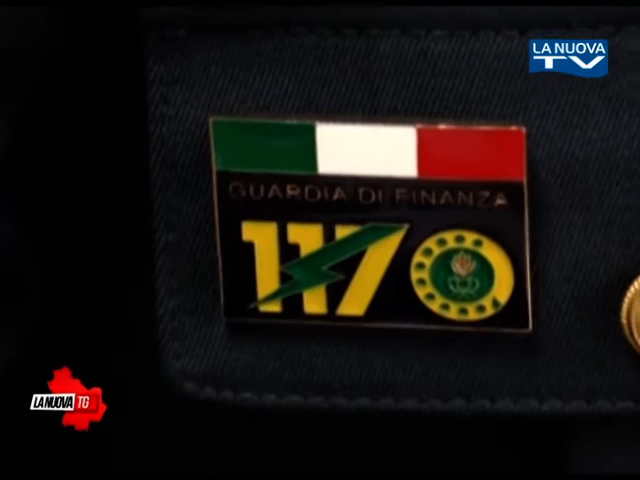 LA NUOVA
TV
GUARDIA DI FINANZA
117
LA NUOVA TG